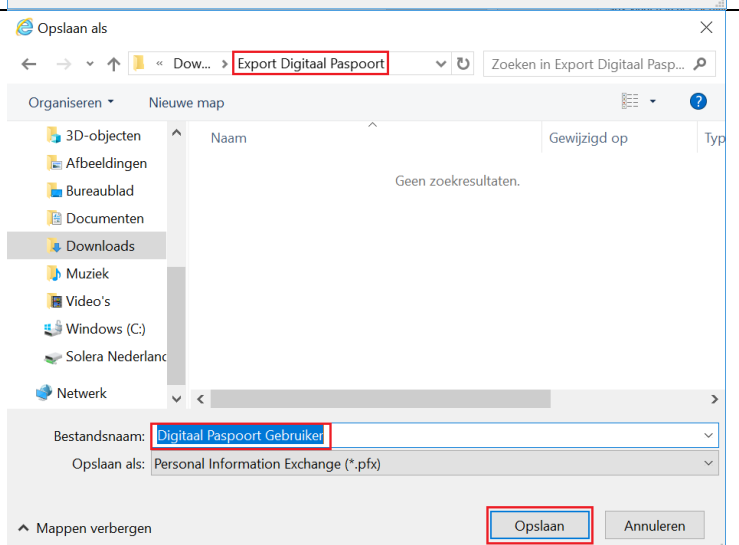 Opslaan als
« Dow... > Export Digitaal Paspoort
Zoeken in Export Digitaal Pasp...
Organiseren
Nieuwe map
?
3D-objecten
Afbeeldingen
Bureaublad
Documenten
Downloads
Muziek
Video's
Windows (C:)
Solera Nederland
Netwerk
Naam
Gewijzigd op
Typ
Geen zoekresultaten.
Bestandsnaam: Digitaal Paspoort Gebruiker
Opslaan als: Personal Information Exchange (*.pfx)
Mappen verbergen
Opslaan
Annuleren